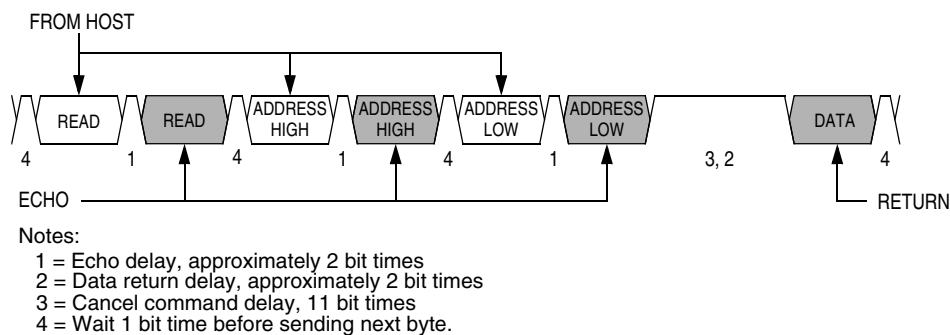 FROM HOST
READ READ ADDRESS HIGH ADDRESS HIGH ADDRESS LOW ADDRESS LOW DATA
4 1 4 1 4 1 3, 2 4
ECHO RETURN
Notes:
1 = Echo delay, approximately 2 bit times
2 = Data return delay, approximately 2 bit times
3 = Cancel command delay, 11 bit times
4 = Wait 1 bit time before sending next byte.